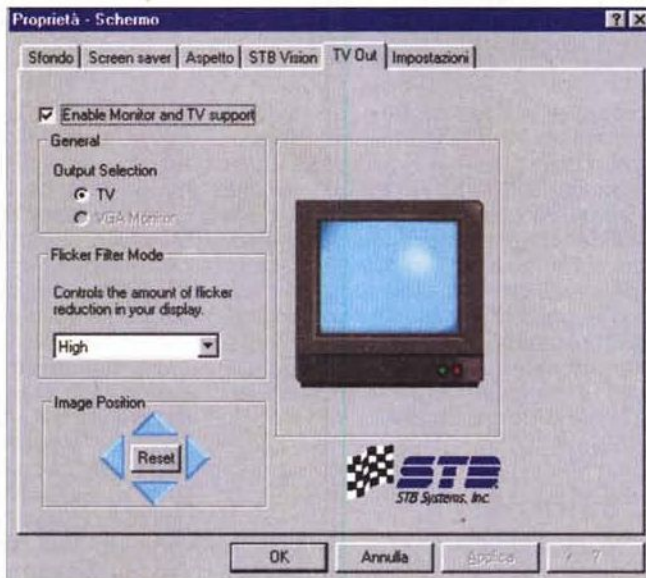 Proprietà - Schermo
Sfondo Screen saver Aspetto STB Vision TV Out Impostazioni
Enable Monitor and TV support
General
Output Selection
TV
VGA Monitor
Flicker Filter Mode
Controls the amount of flicker
reduction in your display.
High
Image Position
Reset
STB
STB Systems, Inc.
OK Annulla Applica ?